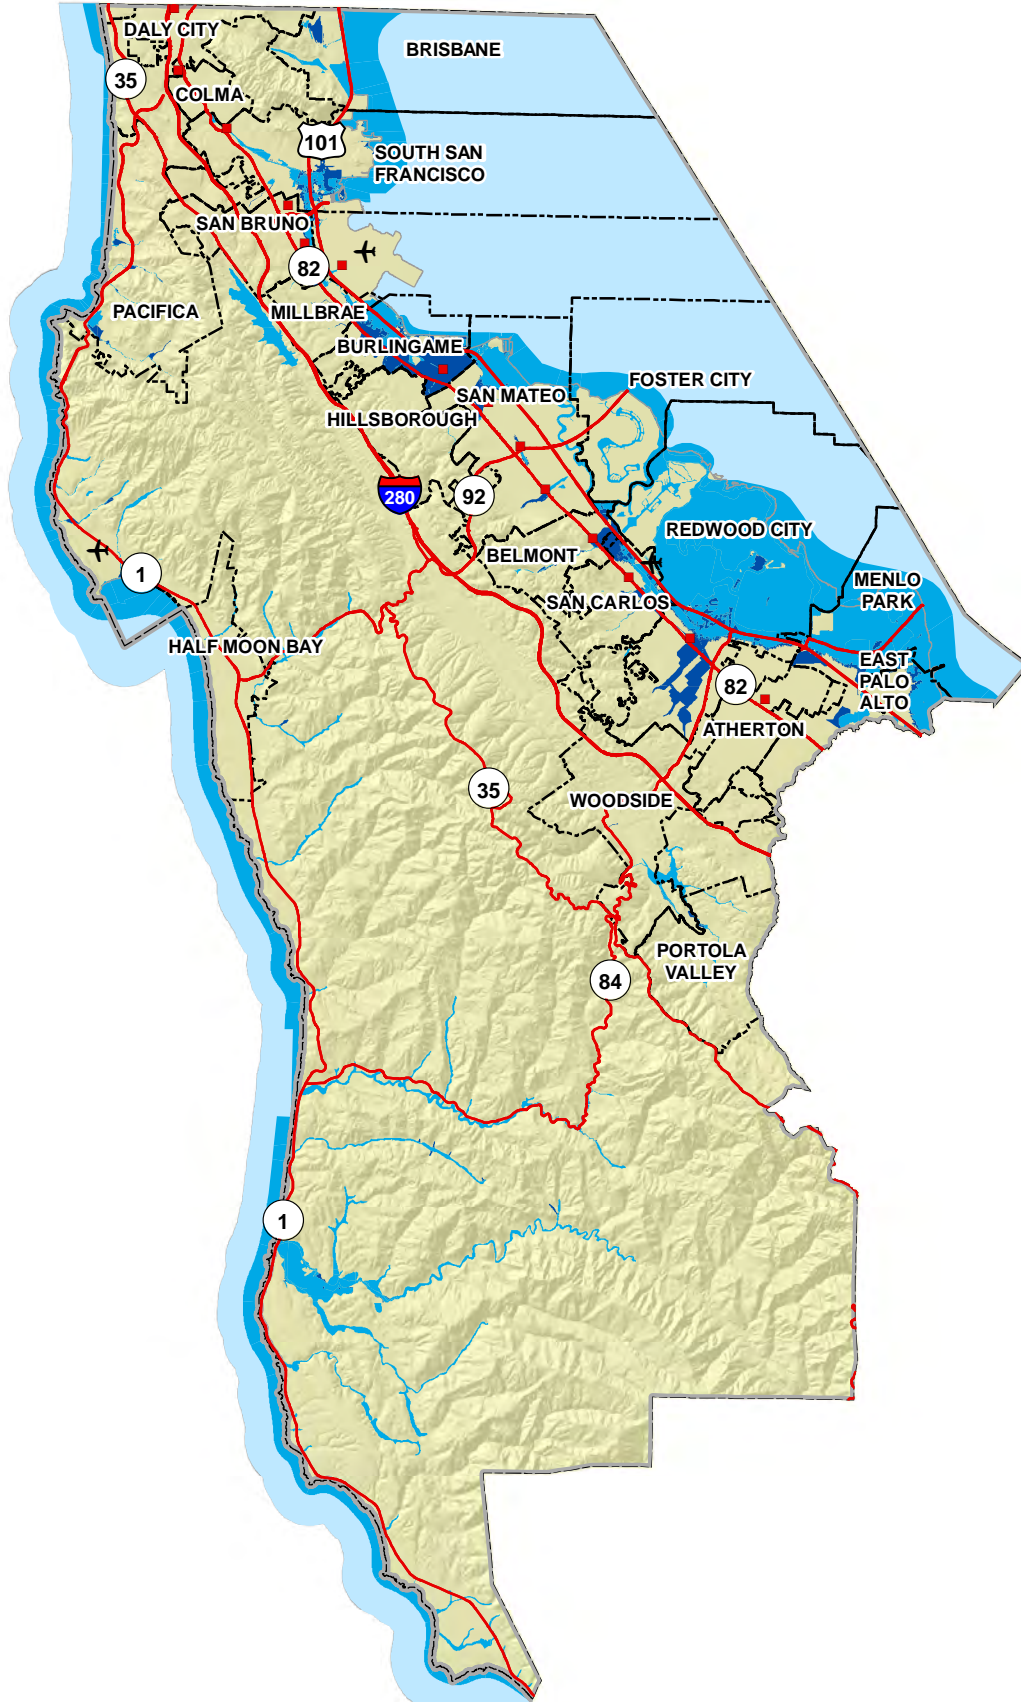 DALY CITY
BRISBANE
35
COLMA
101
SOUTH SAN
FRANCISCO
SAN BRUNO
82
PACIFICA
MILLBRAE
BURLINGAME
FOSTER CITY
SAN MATEO
HILLSBOROUGH
280
92
REDWOOD CITY
BELMONT
1
MENLO
PARK
SAN CARLOS
HALF MOON BAY
EAST
PALO
ALTO
82
ATHERTON
35
WOODSIDE
PORTOLA
VALLEY
84
1